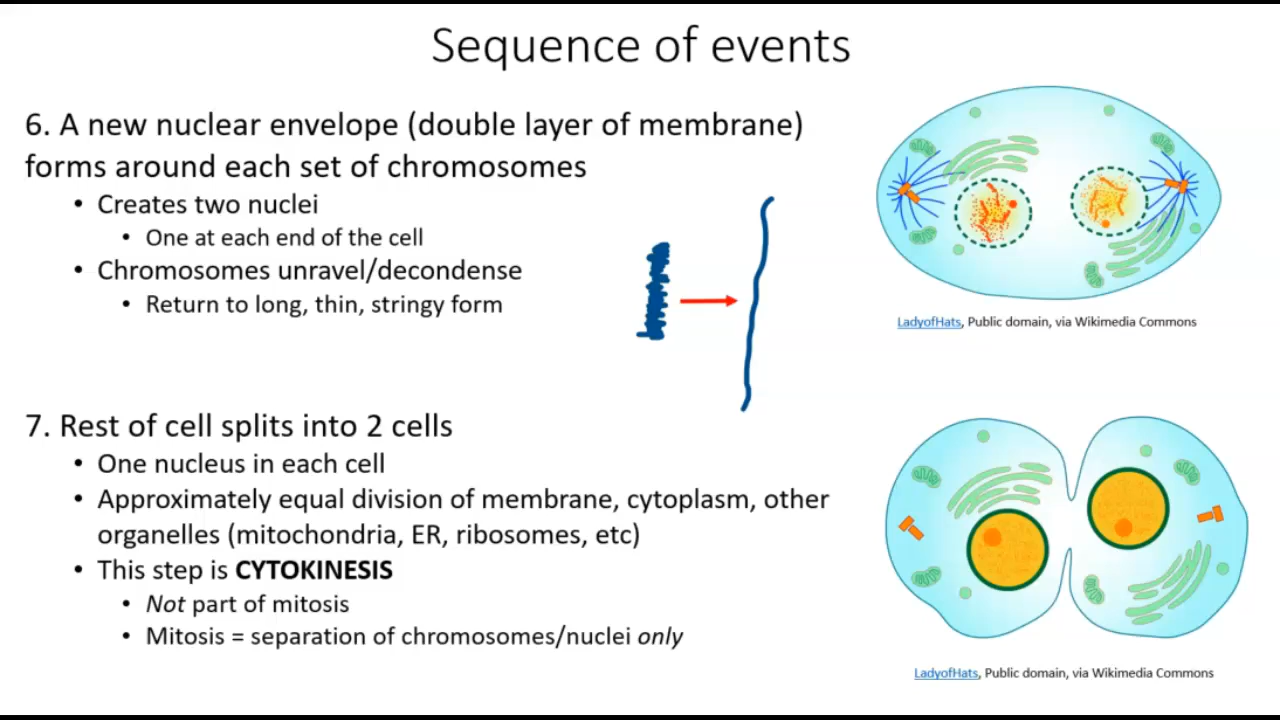 Sequence of events
6. A new nuclear envelope (double layer of membrane)
forms around each set of chromosomes
• Creates two nuclei
• One at each end of the cell
• Chromosomes unravel/decondense
• Return to long, thin, stringy form
LadyofHats, Public domain, via Wikimedia Commons
7. Rest of cell splits into 2 cells
• One nucleus in each cell
• Approximately equal division of membrane, cytoplasm, other
organelles (mitochondria, ER, ribosomes, etc)
• This step is CYTOKINESIS
• Not part of mitosis
• Mitosis = separation of chromosomes/nuclei only
LadyofHats, Public domain, via Wikimedia Commons